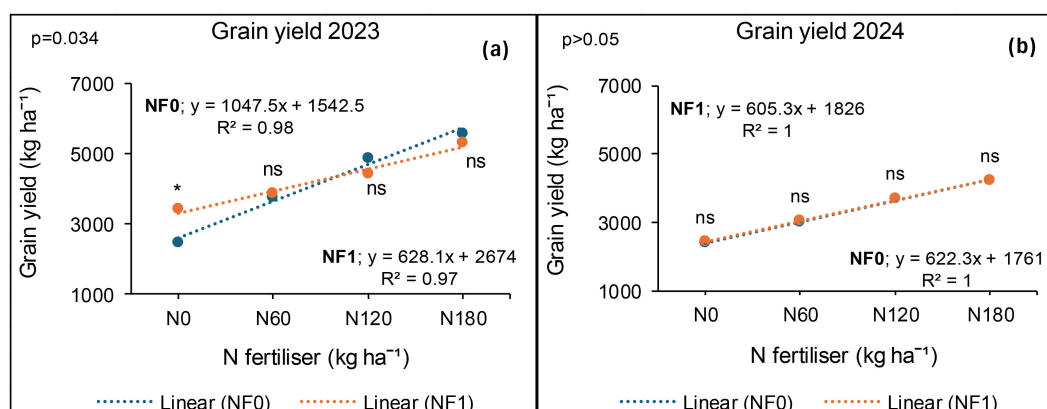 p=0.034
Grain yield 2023
(a)
Grain yield (kg ha⁻¹)
7000
5000
3000
1000
NF0; y = 1047.5x + 1542.5
R² = 0.98
*
ns
ns
ns
NF1; y = 628.1x + 2674
R² = 0.97
N0
N60
N120
N180
N fertiliser (kg ha⁻¹)
Linear (NF0)
Linear (NF1)
p>0.05
Grain yield 2024
(b)
Grain yield (kg ha⁻¹)
7000
5000
3000
1000
NF1; y = 605.3x + 1826
R² = 1
ns
ns
ns
ns
NF0; y = 622.3x + 1761
R² = 1
N0
N60
N120
N180
N fertiliser (kg ha⁻¹)
Linear (NF0)
Linear (NF1)